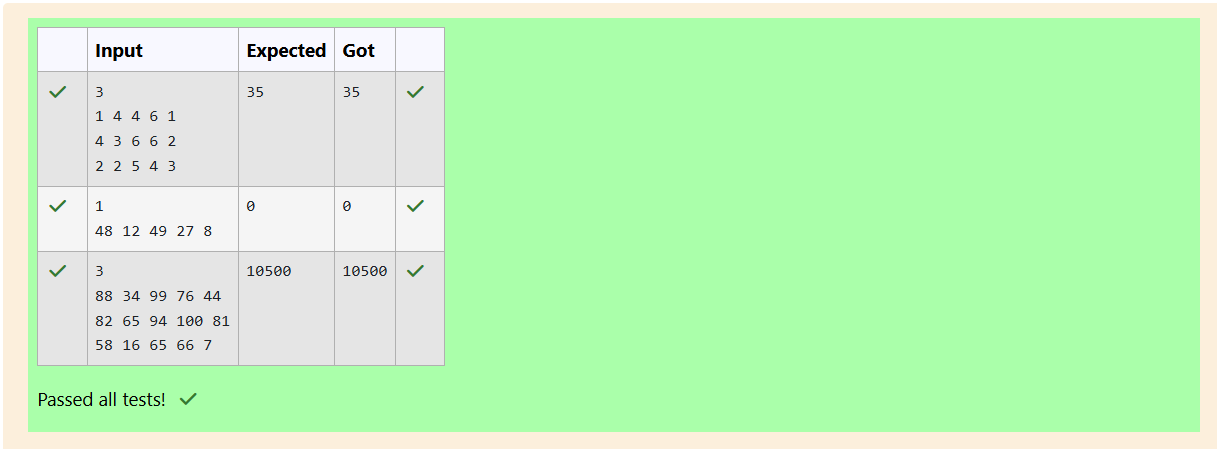 Input Expected Got
3 35 35
1 4 4 6 1
4 3 6 6 2
2 2 5 4 3
1 0 0
48 12 49 27 8
3 10500 10500
88 34 99 76 44
82 65 94 100 81
58 16 65 66 7
Passed all tests!